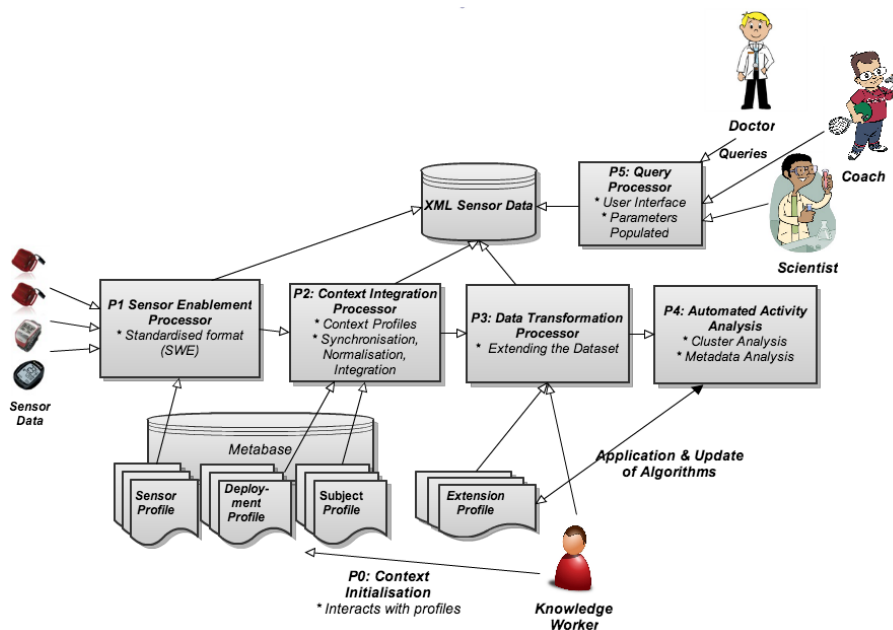 Doctor
Queries
Coach
P5: Query
Processor
* User Interface
* Parameters
Populated
XML Sensor Data
Scientist
P1 Sensor Enablement
Processor
* Standardised format
(SWE)
P2: Context Integration
Processor
* Context Profiles
* Synchronisation,
Normalisation,
Integration
P3: Data Transformation
Processor
* Extending the Dataset
P4: Automated Activity
Analysis
* Cluster Analysis
* Metadata Analysis
Sensor
Data
Metabase
Sensor
Profile
Deploy-
ment
Profile
Subject
Profile
Extension
Profile
Application & Update
of Algorithms
P0: Context
Initialisation
* Interacts with profiles
Knowledge
Worker